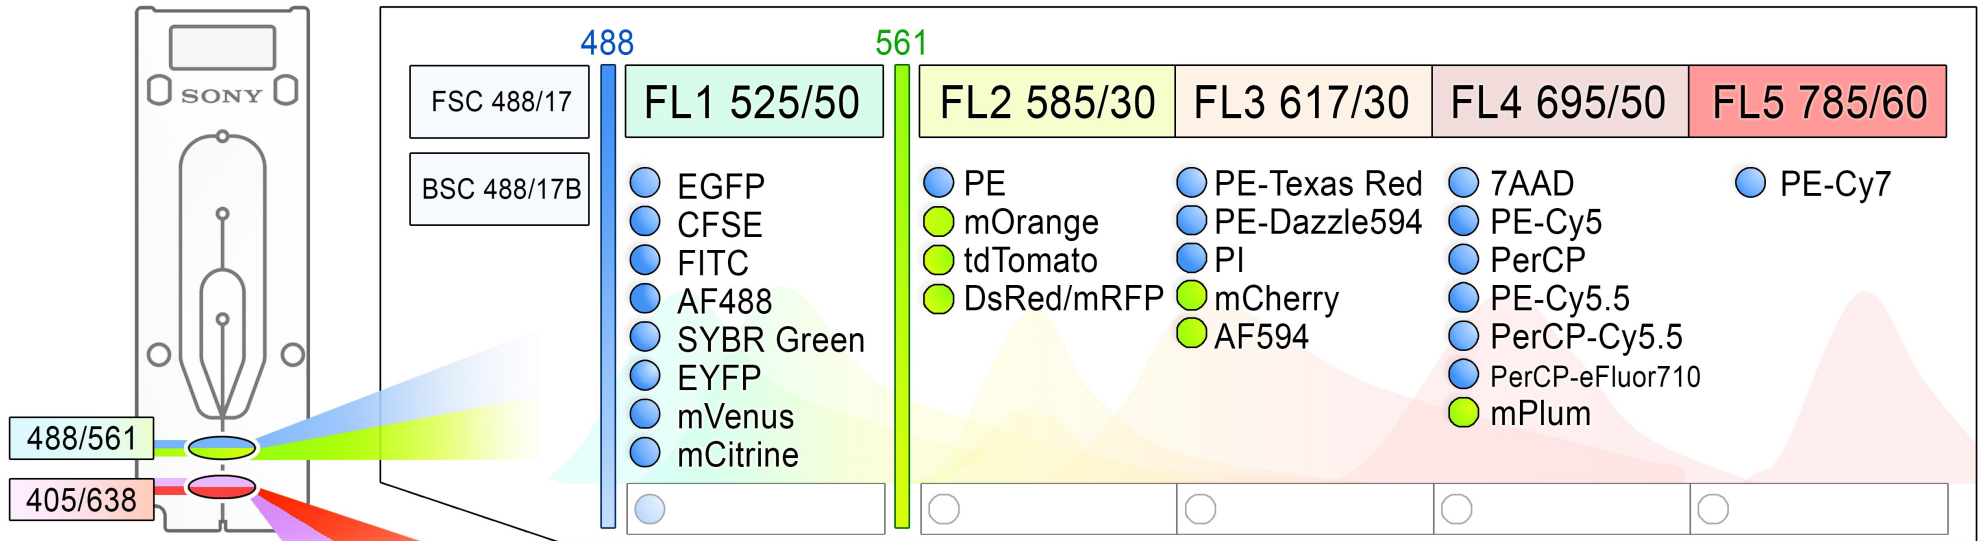 SONY
488/561
405/638
488
561
FSC 488/17
BSC 488/17B
FL1 525/50
FL2 585/30
FL3 617/30
FL4 695/50
FL5 785/60
EGFP
CFSE
FITC
AF488
SYBR Green
EYFP
mVenus
mCitrine
PE
mOrange
tdTomato
DsRed/mRFP
PE-Texas Red
PE-Dazzle594
PI
mCherry
AF594
7AAD
PE-Cy5
PerCP
PE-Cy5.5
PerCP-Cy5.5
PerCP-eFluor710
mPlum
PE-Cy7